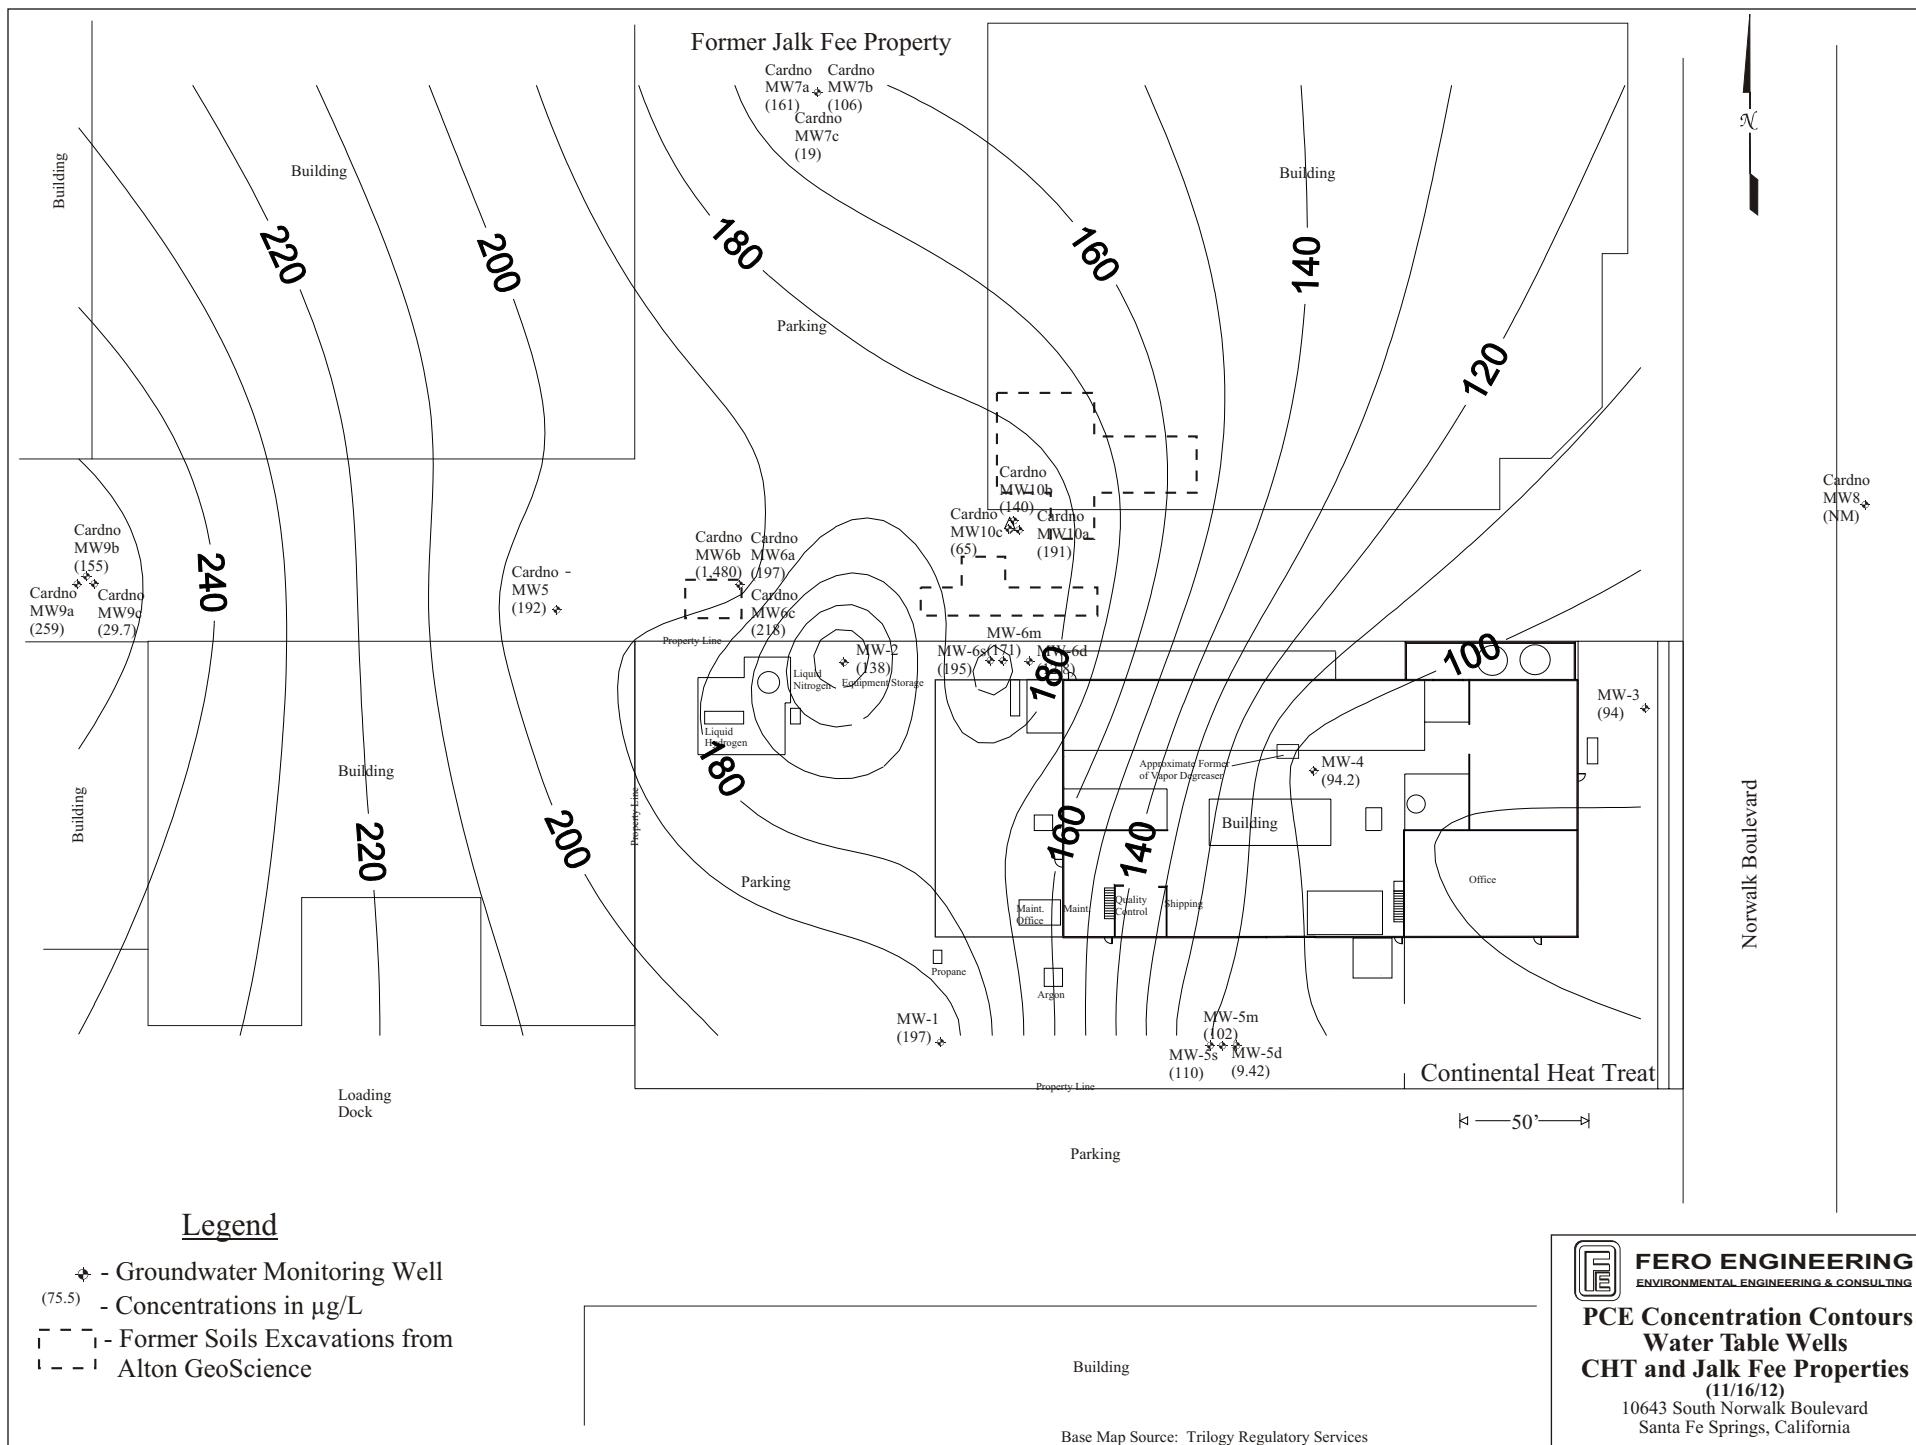 Former Jalk Fee Property
Cardno
MW7a
(161)
Cardno
MW7b
(106)
Cardno
MW7c
(19)
N
Building
Building
Building
220
200
180
160
140
120
Parking
Cardno
MW10b
(140)
Cardno
MW10c
(65)
Cardno
MW10a
(191)
Cardno
MW8
(NM)
Cardno
MW9b
(155)
Cardno
MW9a
(259)
Cardno
MW9c
(29.7)
240
Cardno -
MW5
(192)
Cardno
MW6b
(1,480)
Cardno
MW6a
(197)
Cardno
MW6c
(218)
Property Line
MW-2
(138)
Equipment Storage
Liquid
Nitrogen
Liquid
Hydrogen
MW-6m
(171)
MW-6s
(195)
MW-6d
180
100
MW-3
(94)
180
Approximate Former
of Vapor Degreaser
MW-4
(94.2)
Building
Building
Building
Property Line
220
200
160
140
Norwalk Boulevard
Parking
Office
Maint.
Office
Maint.
Quality
Control
Shipping
Propane
Argon
MW-1
(197)
MW-5m
(102)
MW-5s
(110)
MW-5d
(9.42)
Property Line
Continental Heat Treat
50'
Loading
Dock
Parking
Legend
- Groundwater Monitoring Well
(75.5) - Concentrations in µg/L
- Former Soils Excavations from
Alton GeoScience
Building
Base Map Source: Trilogy Regulatory Services
FE
FERO ENGINEERING
ENVIRONMENTAL ENGINEERING & CONSULTING
PCE Concentration Contours
Water Table Wells
CHT and Jalk Fee Properties
(11/16/12)
10643 South Norwalk Boulevard
Santa Fe Springs, California